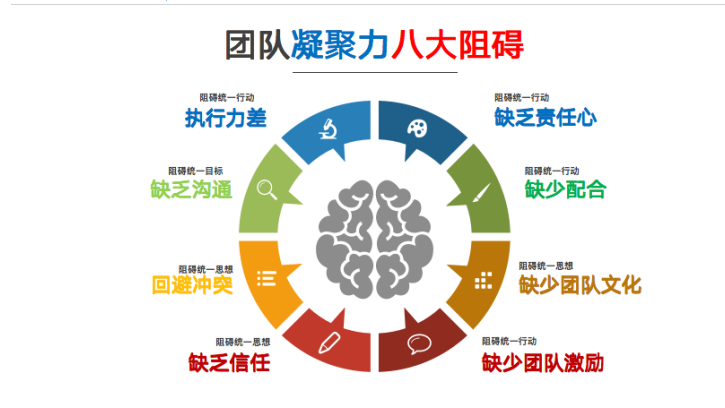 团队凝聚力八大阻碍
阻碍统一行动
执行力差
阻碍统一行动
缺乏责任心
阻碍统一目标
缺乏沟通
阻碍统一行动
缺少配合
阻碍统一思想
回避冲突
阻碍统一思想
缺少团队文化
阻碍统一思想
缺乏信任
阻碍统一行动
缺少团队激励